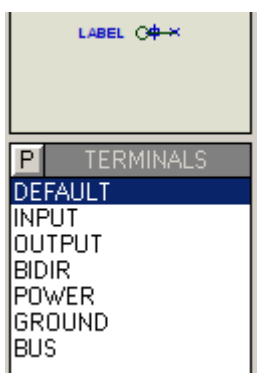 LABEL
P TERMINALS
DEFAULT
INPUT
OUTPUT
BIDIR
POWER
GROUND
BUS